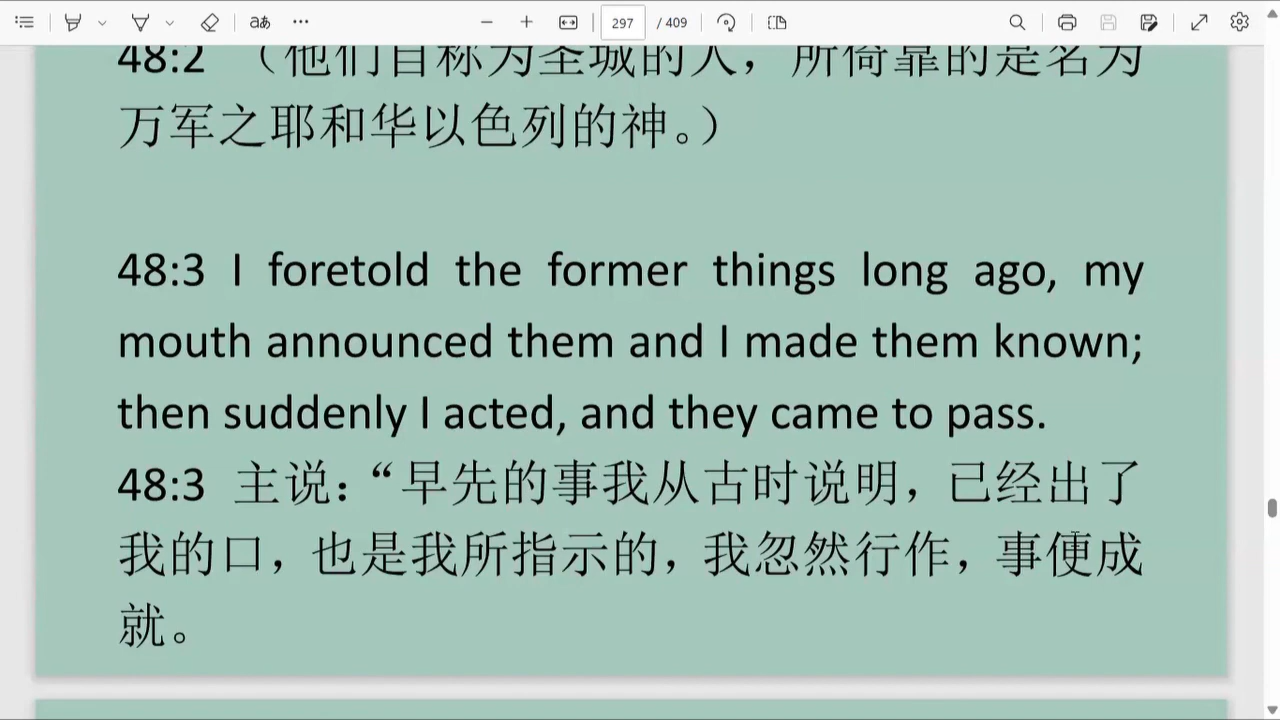 297 / 409
48:2 （他们自称为圣城的人，所倚靠的是名为
万军之耶和华以色列的神。）
48:3 I foretold the former things long ago, my
mouth announced them and I made them known;
then suddenly I acted, and they came to pass.
48:3 主说：“早先的事我从古时说明，已经出了
我的口，也是我所指示的，我忽然行作，事便成
就。